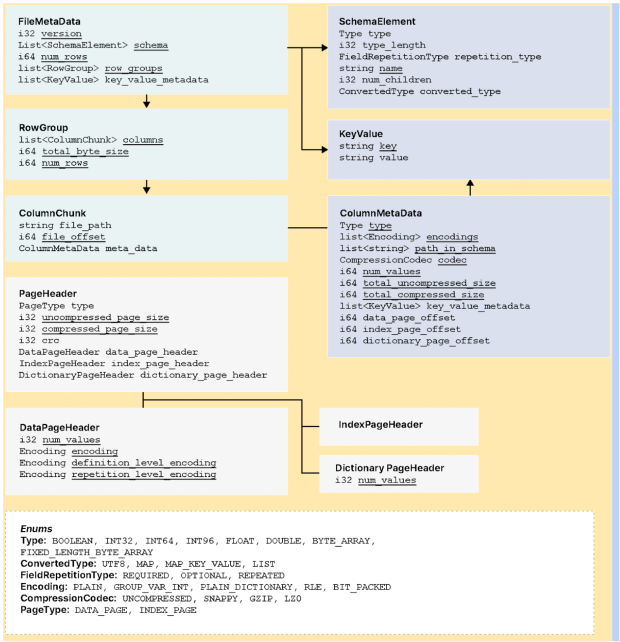 FileMetaData
i32 version
List<SchemaElement> schema
i64 num_rows
list<RowGroup> row_groups
list<KeyValue> key_value_metadata
SchemaElement
Type type
i32 type_length
FieldRepetitionType repetition_type
string name
i32 num_children
ConvertedType converted_type
RowGroup
list<ColumnChunk> columns
i64 total_byte_size
i64 num_rows
KeyValue
string key
string value
ColumnChunk
string file_path
i64 file_offset
ColumnMetaData meta_data
ColumnMetaData
Type type
list<Encoding> encodings
list<string> path_in_schema
CompressionCodec codec
i64 num_values
i64 total_uncompressed_size
i64 total_compressed_size
list<KeyValue> key_value_metadata
i64 data_page_offset
i64 index_page_offset
i64 dictionary_page_offset
PageHeader
PageType type
i32 uncompressed_page_size
i32 compressed_page_size
i32 crc
DataPageHeader data_page_header
IndexPageHeader index_page_header
DictionaryPageHeader dictionary_page_header
DataPageHeader
i32 num_values
Encoding encoding
Encoding definition_level_encoding
Encoding repetition_level_encoding
IndexPageHeader
Dictionary PageHeader
i32 num_values
Enums
Type: BOOLEAN, INT32, INT64, INT96, FLOAT, DOUBLE, BYTE_ARRAY,
FIXED_LENGTH_BYTE_ARRAY
ConvertedType: UTF8, MAP, MAP_KEY_VALUE, LIST
FieldRepetitionType: REQUIRED, OPTIONAL, REPEATED
Encoding: PLAIN, GROUP_VAR_INT, PLAIN_DICTIONARY, RLE, BIT_PACKED
CompressionCodec: UNCOMPRESSED, SNAPPY, GZIP, LZ0
PageType: DATA_PAGE, INDEX_PAGE